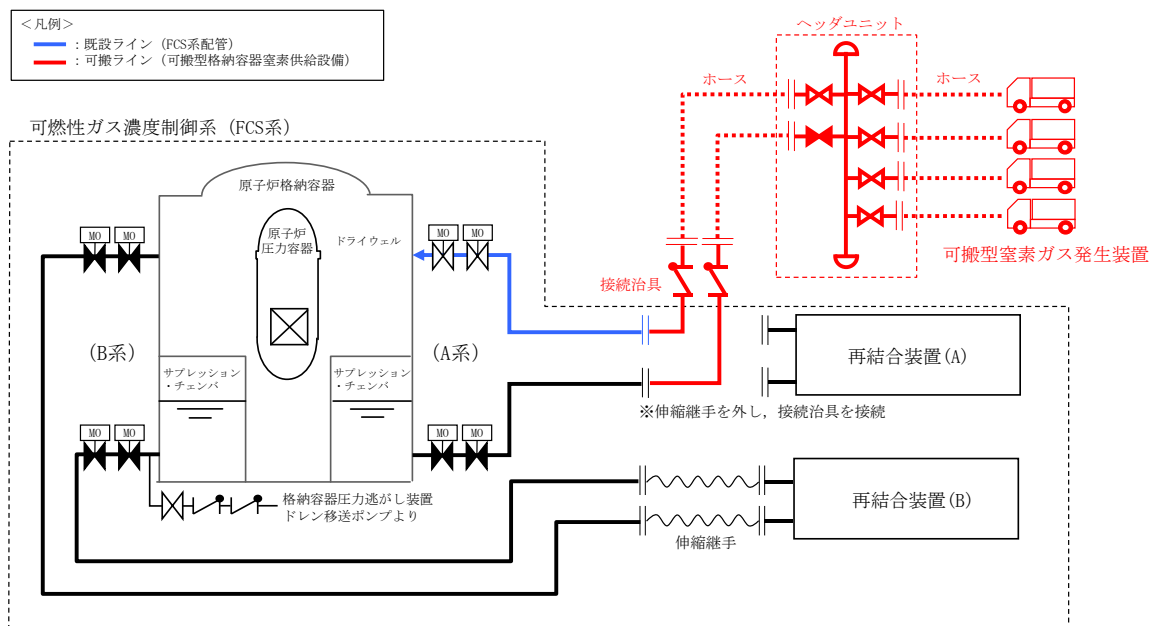 ＜凡例＞
：既設ライン（FCS系配管）
：可搬ライン（可搬型格納容器窒素供給設備）
ヘッダユニット
ホース
ホース
可燃性ガス濃度制御系（FCS系）
原子炉格納容器
原子炉
圧力容器
ドライウェル
MO
MO
MO
MO
可搬型窒素ガス発生装置
接続治具
(B系)
(A系)
再結合装置(A)
サプレッション
・チェンバ
サプレッション
・チェンバ
※伸縮継手を外し，接続治具を接続
MO
MO
MO
MO
格納容器圧力逃がし装置
ドレン移送ポンプより
再結合装置(B)
伸縮継手